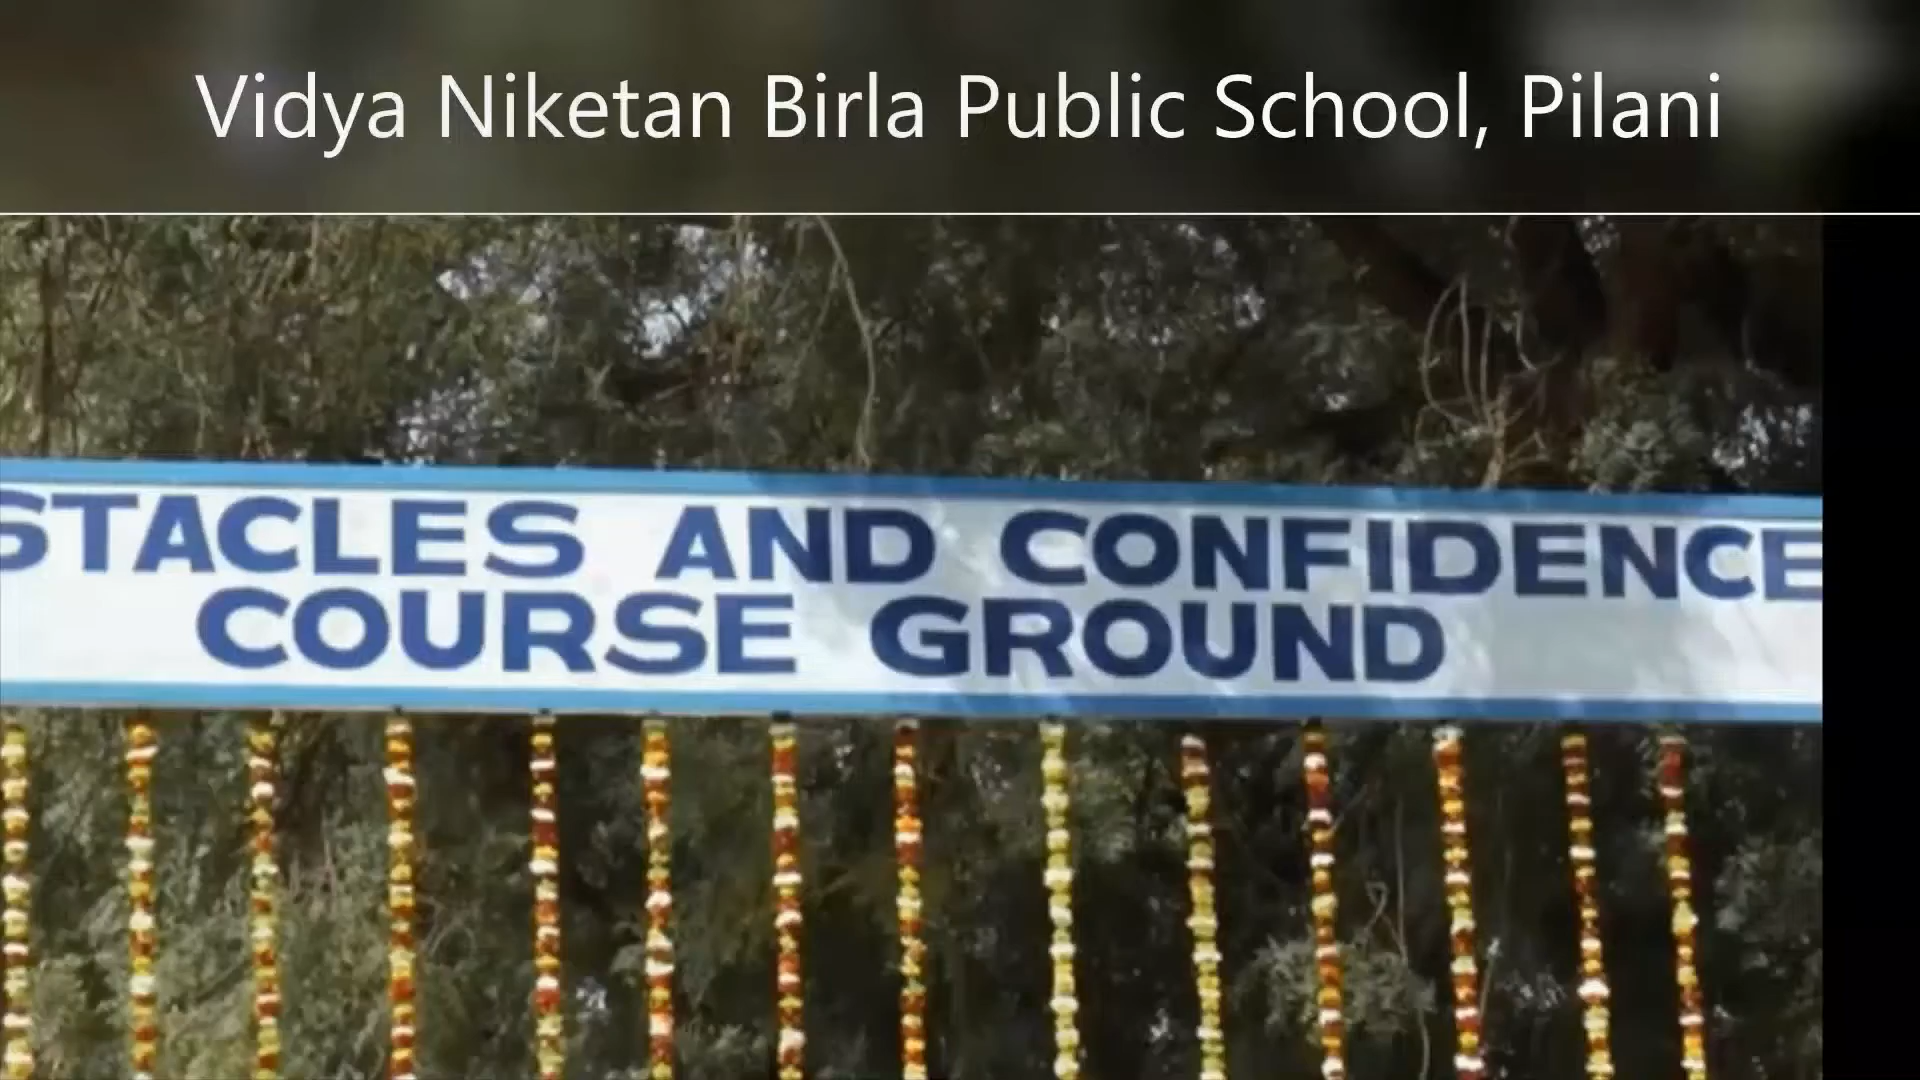 Vidya Niketan Birla Public School, Pilani
STACLES AND CONFIDENCE
COURSE GROUND